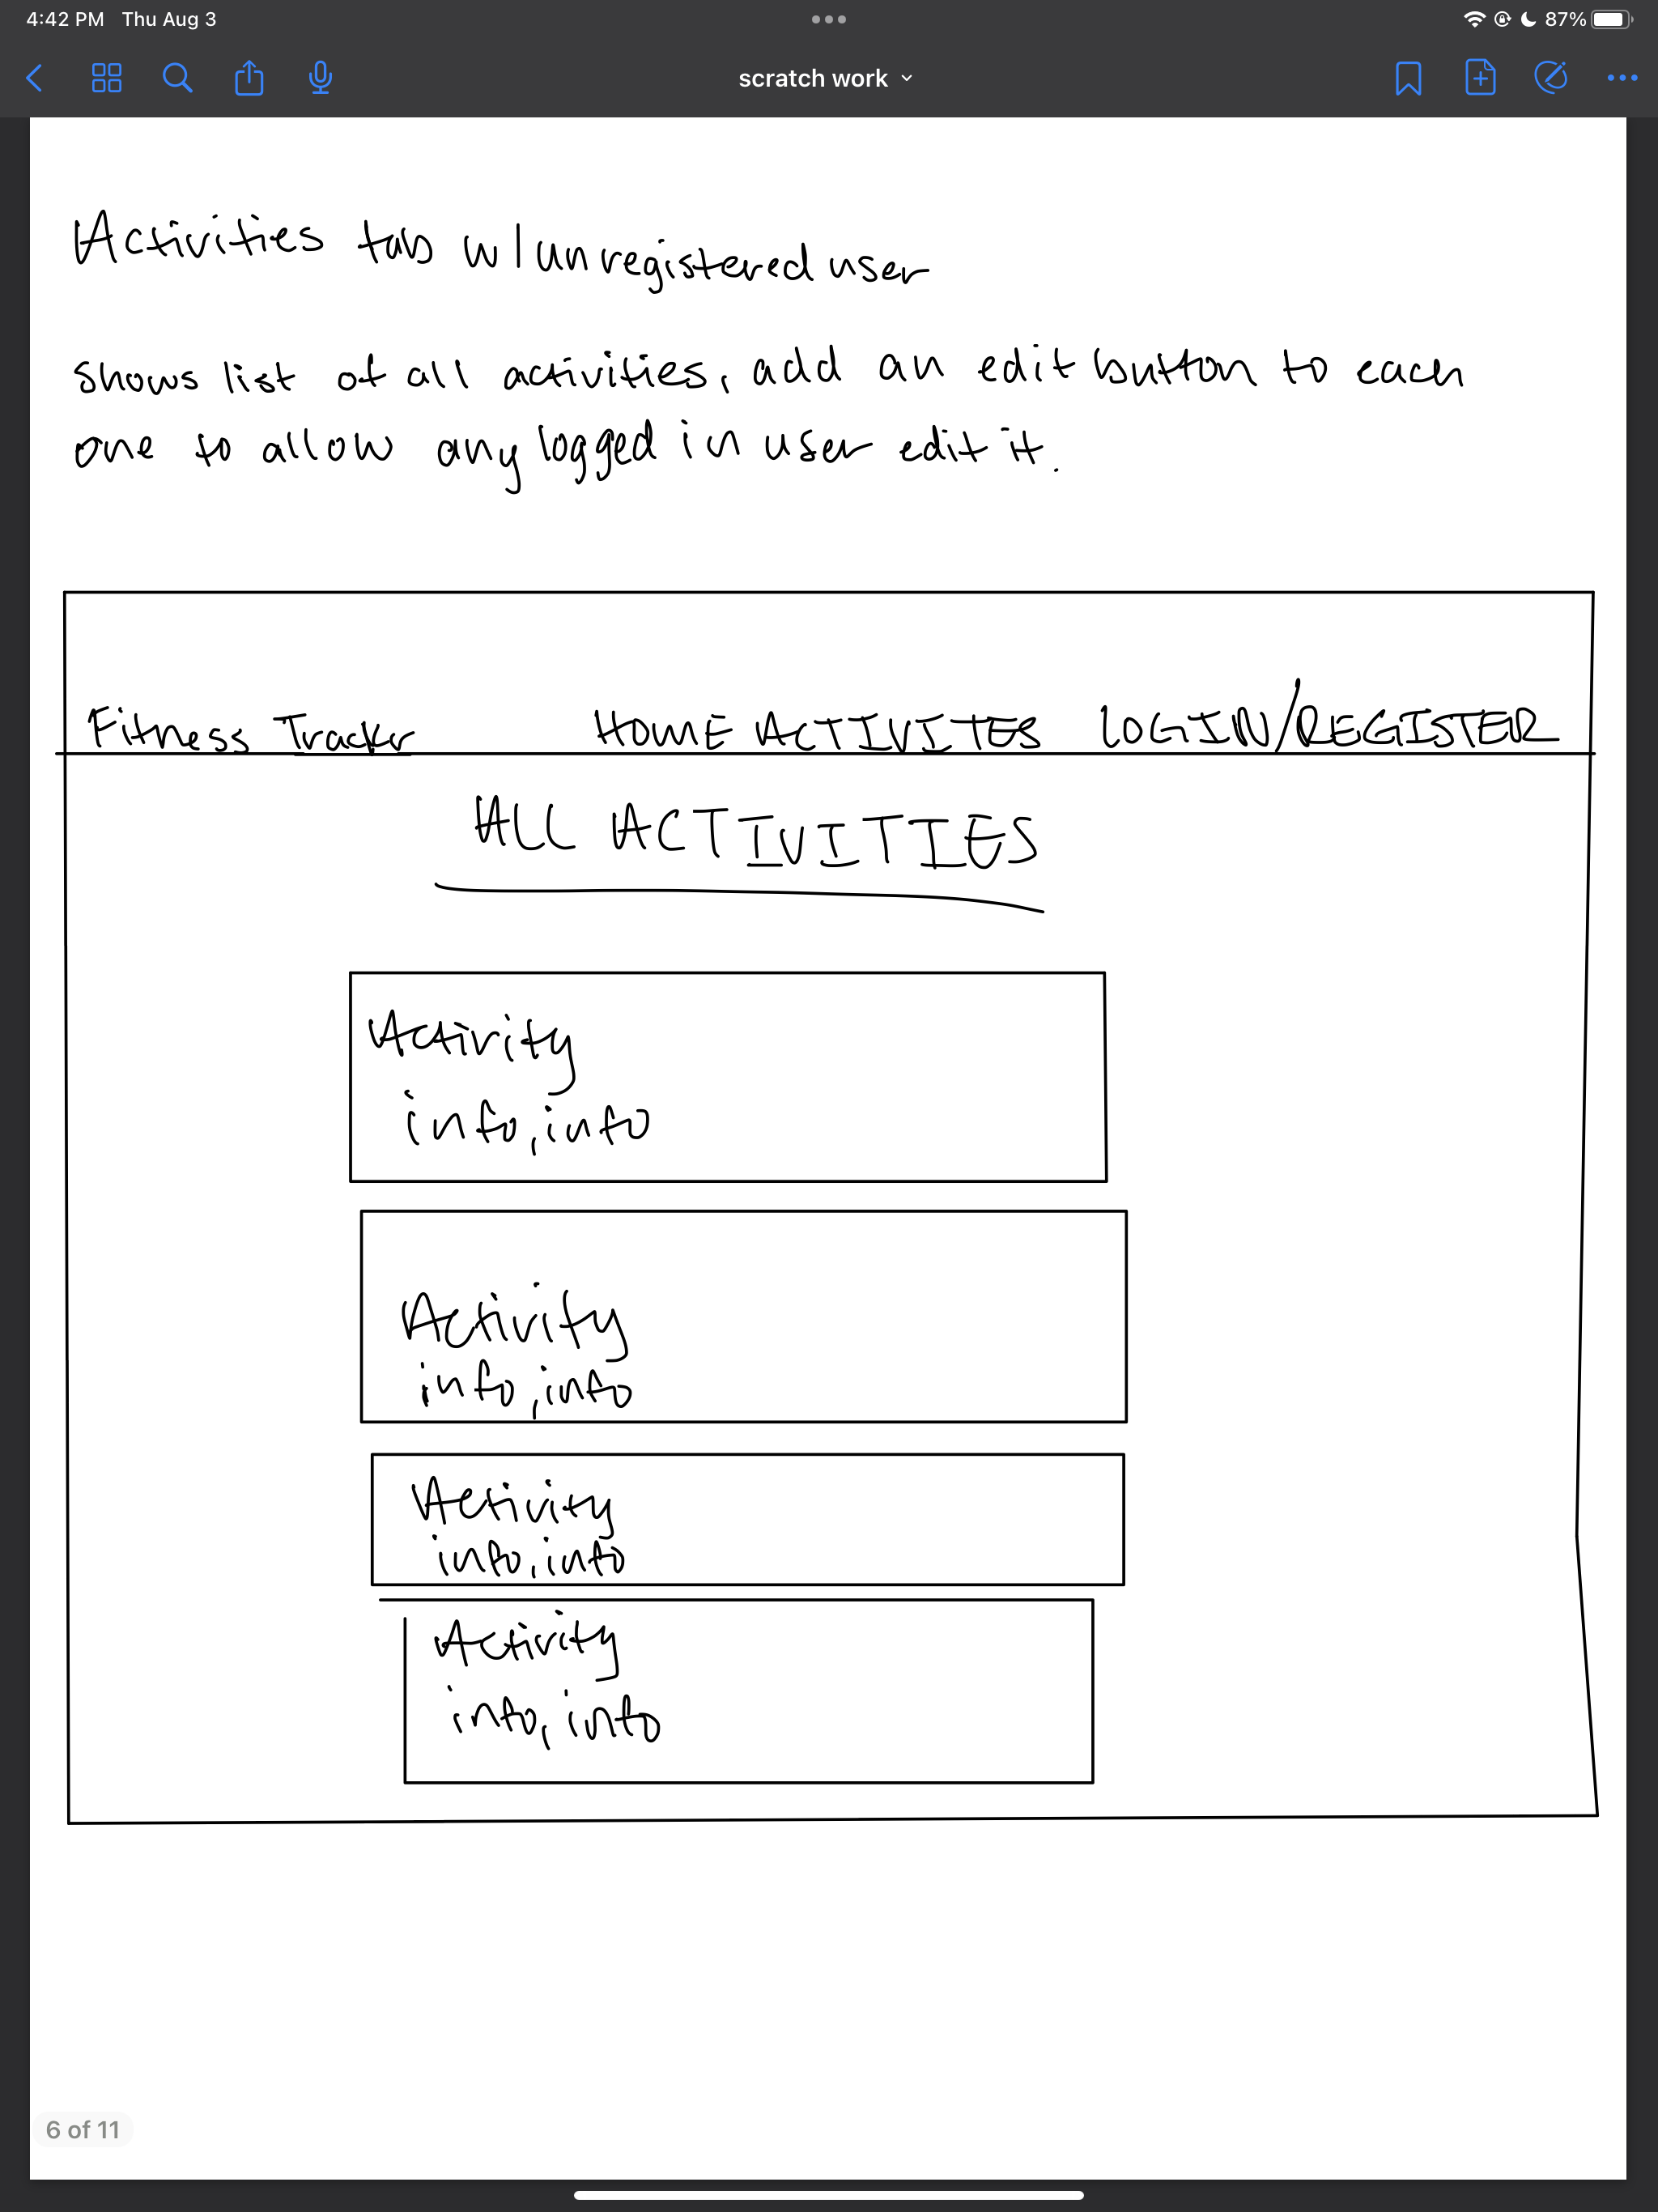 4:42 PM Thu Aug 3
87%
scratch work
Activities tab w/ unregistered user
shows list of all activities, add an edit button to each
one to allow any logged in user edit it.
Fitness Tracker HOME ACTIVITIES LOGIN/REGISTER
ALL ACTIVITIES
Activity
info, info
Activity
info, info
Activity
info, info
Activity
info, info
6 of 11